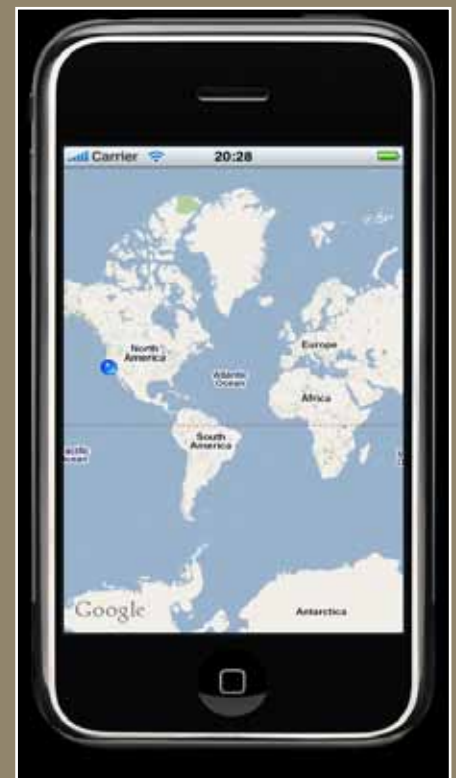 Carrier 20:28
North
America
Europe
Atlantic
Ocean
Africa
South
America
Google
Antarctica